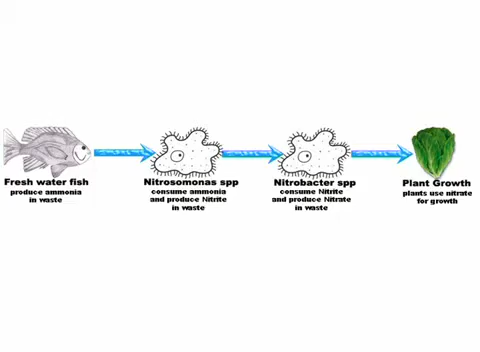 Fresh water fish
produce ammonia
in waste
Nitrosomonas spp
consume ammonia
and produce Nitrite
in waste
Nitrobacter spp
consume Nitrite
and produce Nitrate
in waste
Plant Growth
plants use nitrate
for growth